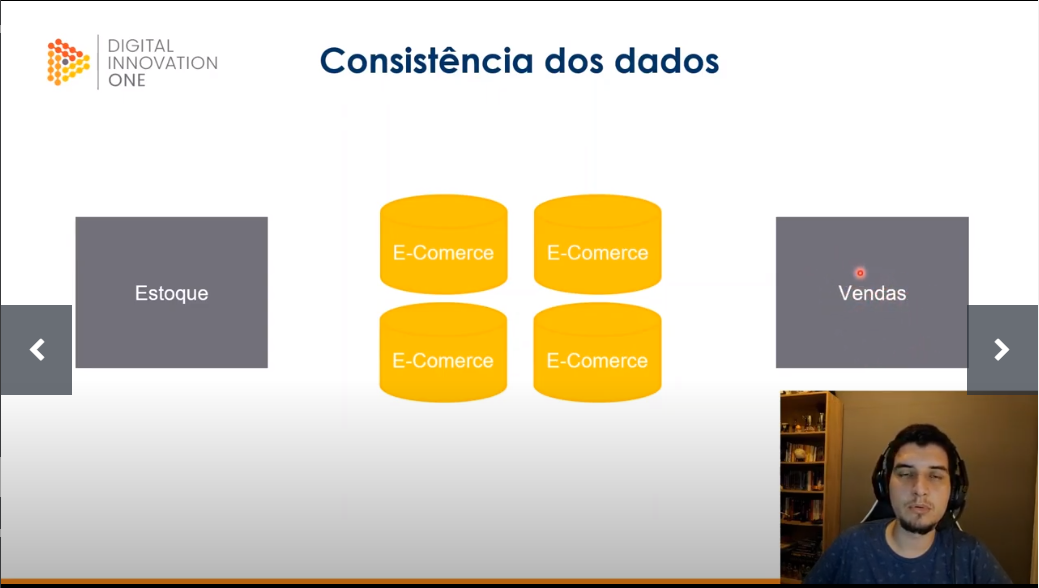 DIGITAL
INNOVATION
ONE
Consistência dos dados
E-Comerce
E-Comerce
Estoque
Vendas
E-Comerce
E-Comerce